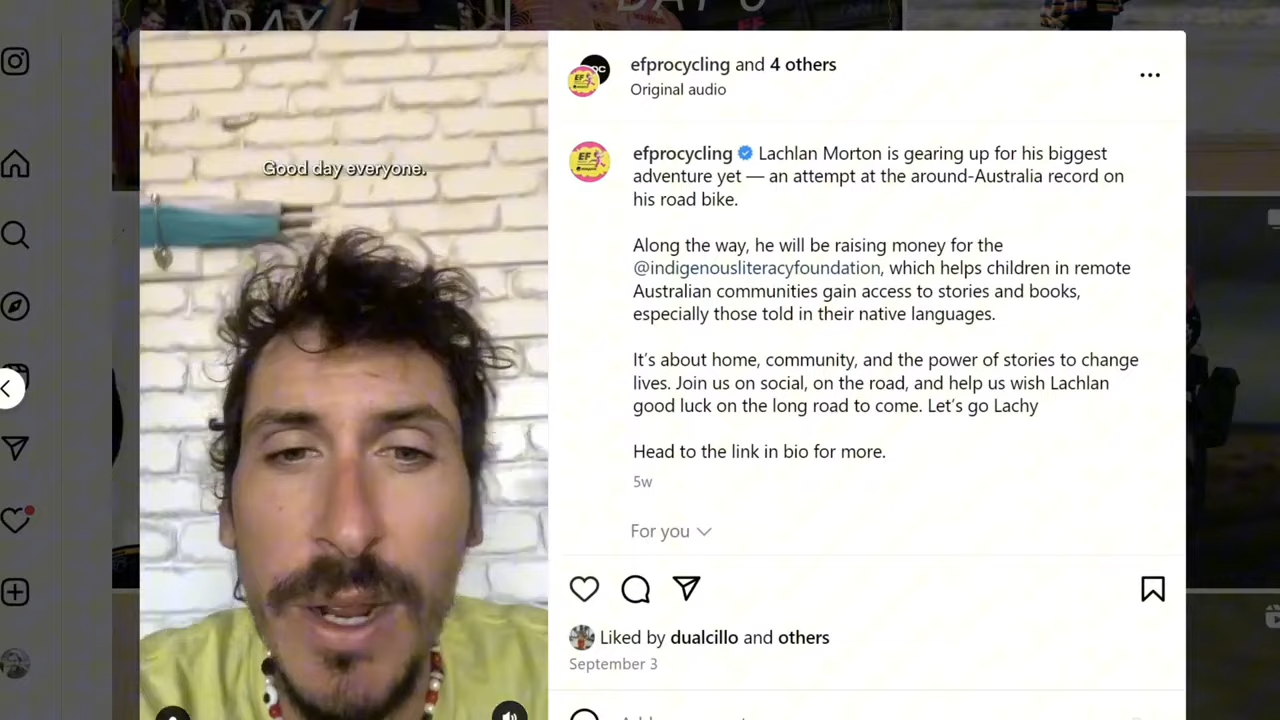 DAY 1
Good day everyone.
efprocycling and 4 others
Original audio
efprocycling Lachlan Morton is gearing up for his biggest
adventure yet — an attempt at the around-Australia record on
his road bike.
Along the way, he will be raising money for the
@indigenousliteracyfoundation, which helps children in remote
Australian communities gain access to stories and books,
especially those told in their native languages.
It's about home, community, and the power of stories to change
lives. Join us on social, on the road, and help us wish Lachlan
good luck on the long road to come. Let's go Lachy
Head to the link in bio for more.
5w
For you
Liked by dualcillo and others
September 3